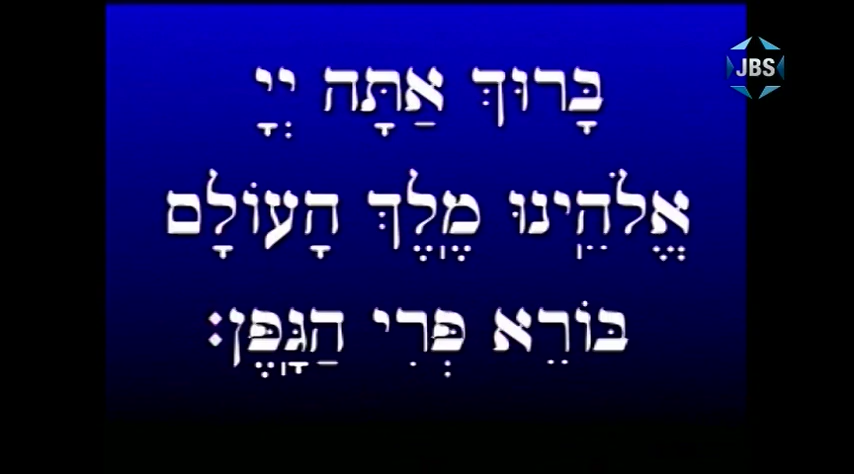 בָּרוּךְ אַתָּה יְיָ
אֱלֹהֵֽינוּ מֶֽלֶךְ הָעוֹלָם
בּוֹרֵא פְּרִי הַגָּֽפֶן:
JBS